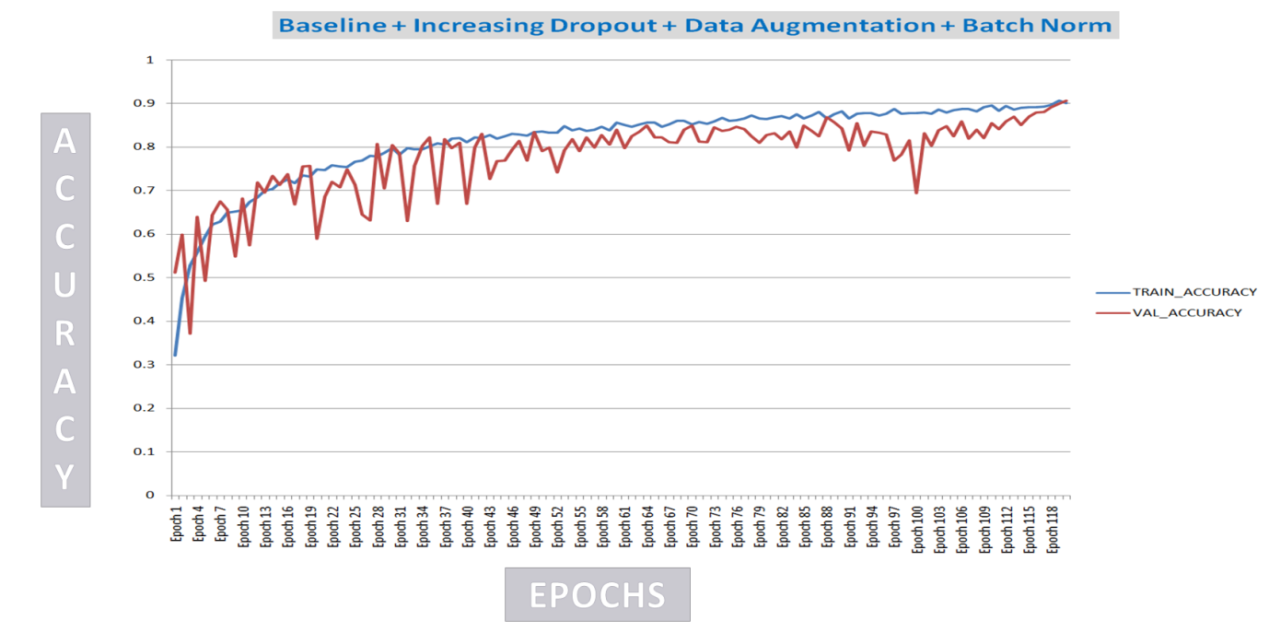 Baseline + Increasing Dropout + Data Augmentation + Batch Norm
1
0.9
0.8
0.7
0.6
0.5
0.4
0.3
0.2
0.1
0
A
C
C
U
R
A
C
Y
TRAIN_ACCURACY
VAL_ACCURACY
Epoch 1
Epoch 4
Epoch 7
Epoch 10
Epoch 13
Epoch 16
Epoch 19
Epoch 22
Epoch 25
Epoch 28
Epoch 31
Epoch 34
Epoch 37
Epoch 40
Epoch 43
Epoch 46
Epoch 49
Epoch 52
Epoch 55
Epoch 58
Epoch 61
Epoch 64
Epoch 67
Epoch 70
Epoch 73
Epoch 76
Epoch 79
Epoch 82
Epoch 85
Epoch 88
Epoch 91
Epoch 94
Epoch 97
Epoch 100
Epoch 103
Epoch 106
Epoch 109
Epoch 112
Epoch 115
Epoch 118
EPOCHS